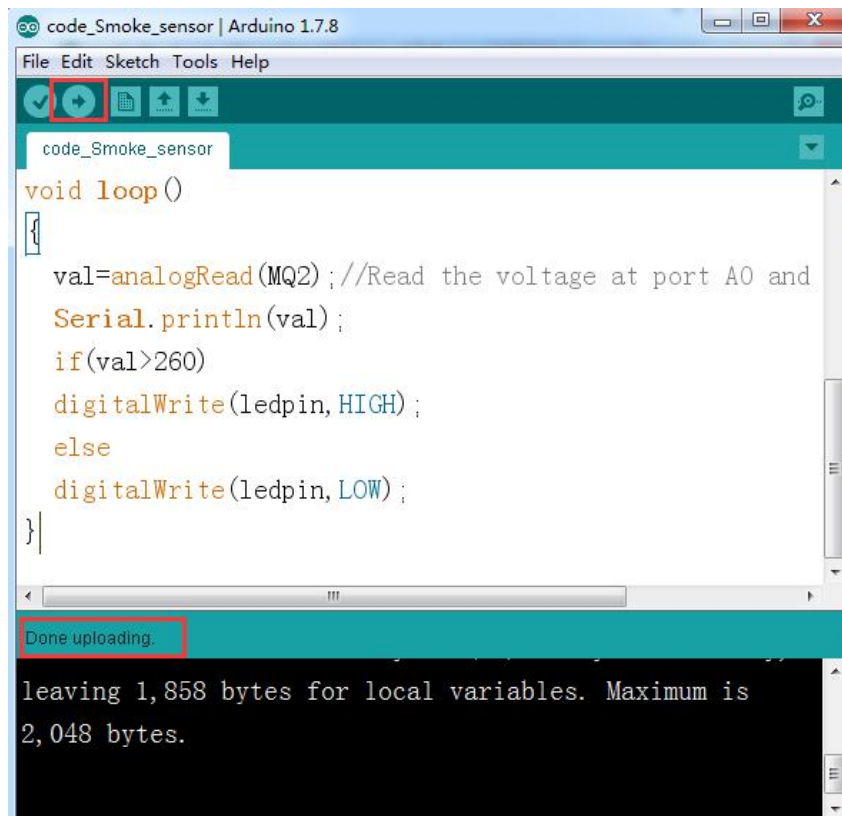 code_Smoke_sensor | Arduino 1.7.8
File Edit Sketch Tools Help
code_Smoke_sensor
void loop()
{
val=analogRead(MQ2);//Read the voltage at port A0 and
Serial.println(val);
if(val>260)
digitalWrite(ledpin,HIGH);
else
digitalWrite(ledpin,LOW);
}
Done uploading.
leaving 1,858 bytes for local variables. Maximum is
2,048 bytes.